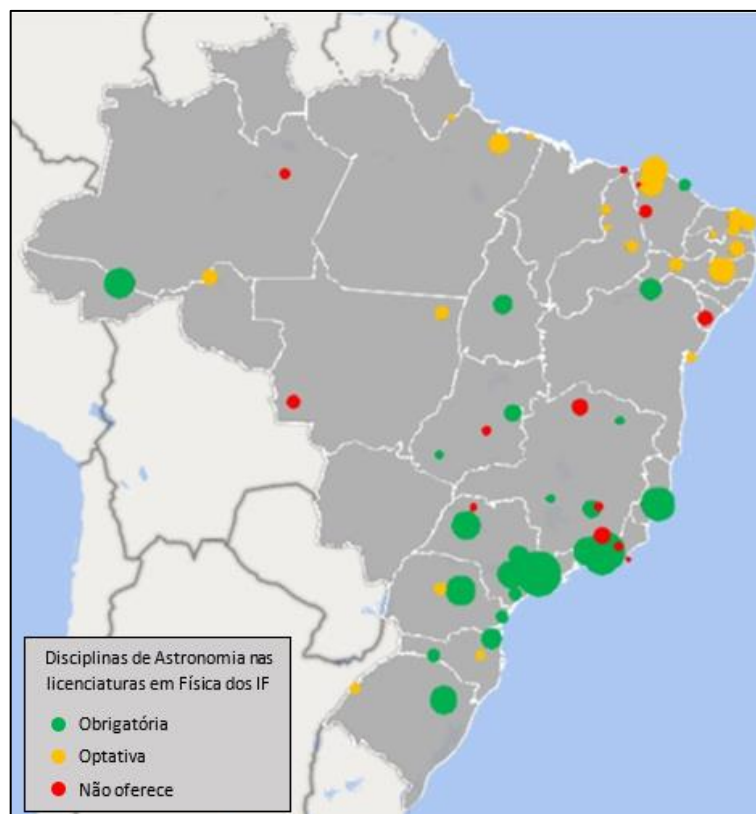 Disciplinas de Astronomia nas
licenciaturas em Física dos IF
Obrigatória
Optativa
Não oferece